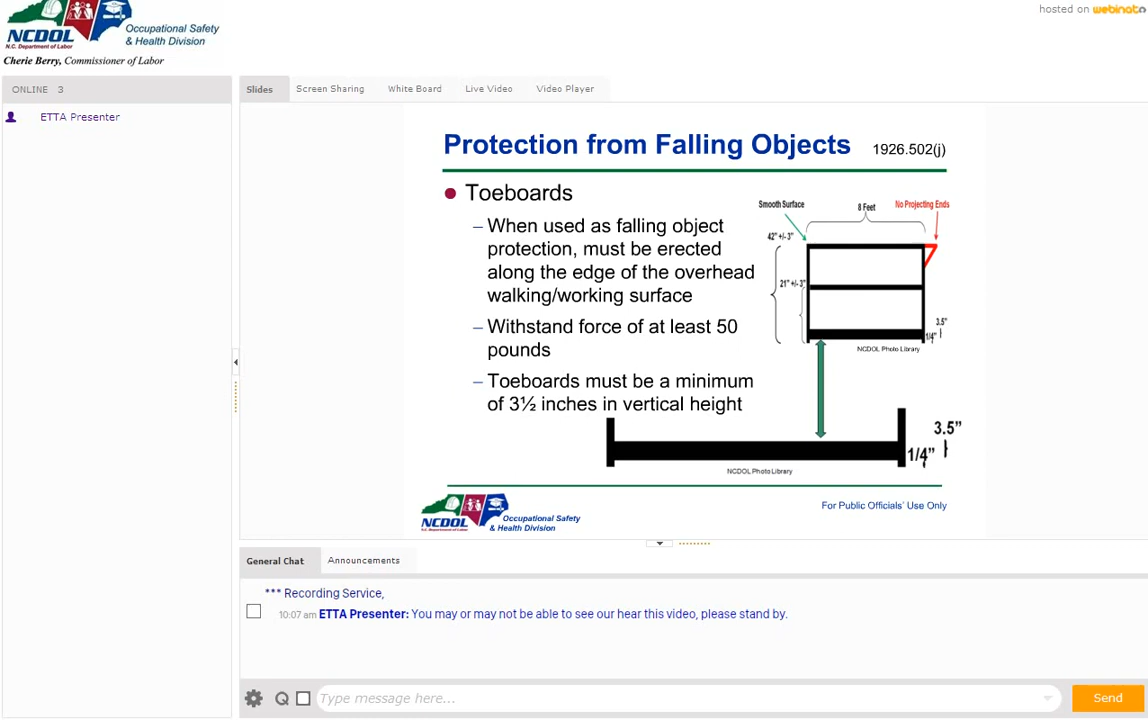 hosted on webinato
NCDOL
N.C. Department of Labor
Occupational Safety
& Health Division
Cherie Berry, Commissioner of Labor
ONLINE 3
Slides
Screen Sharing
White Board
Live Video
Video Player
ETTA Presenter
Protection from Falling Objects 1926.502(j)
Toeboards
– When used as falling object
protection, must be erected
along the edge of the overhead
walking/working surface
– Withstand force of at least 50
pounds
– Toeboards must be a minimum
of 3½ inches in vertical height
Smooth Surface
8 Feet
No Projecting Ends
42" +/- 3"
21" +/- 3"
3.5"
1/4"
NCDOL Photo Library
3.5"
1/4"
NCDOL Photo Library
NCDOL
N.C. Department of Labor
Occupational Safety
& Health Division
For Public Officials' Use Only
General Chat
Announcements
*** Recording Service,
10:07 am ETTA Presenter: You may or may not be able to see our hear this video, please stand by.
Type message here...
Send